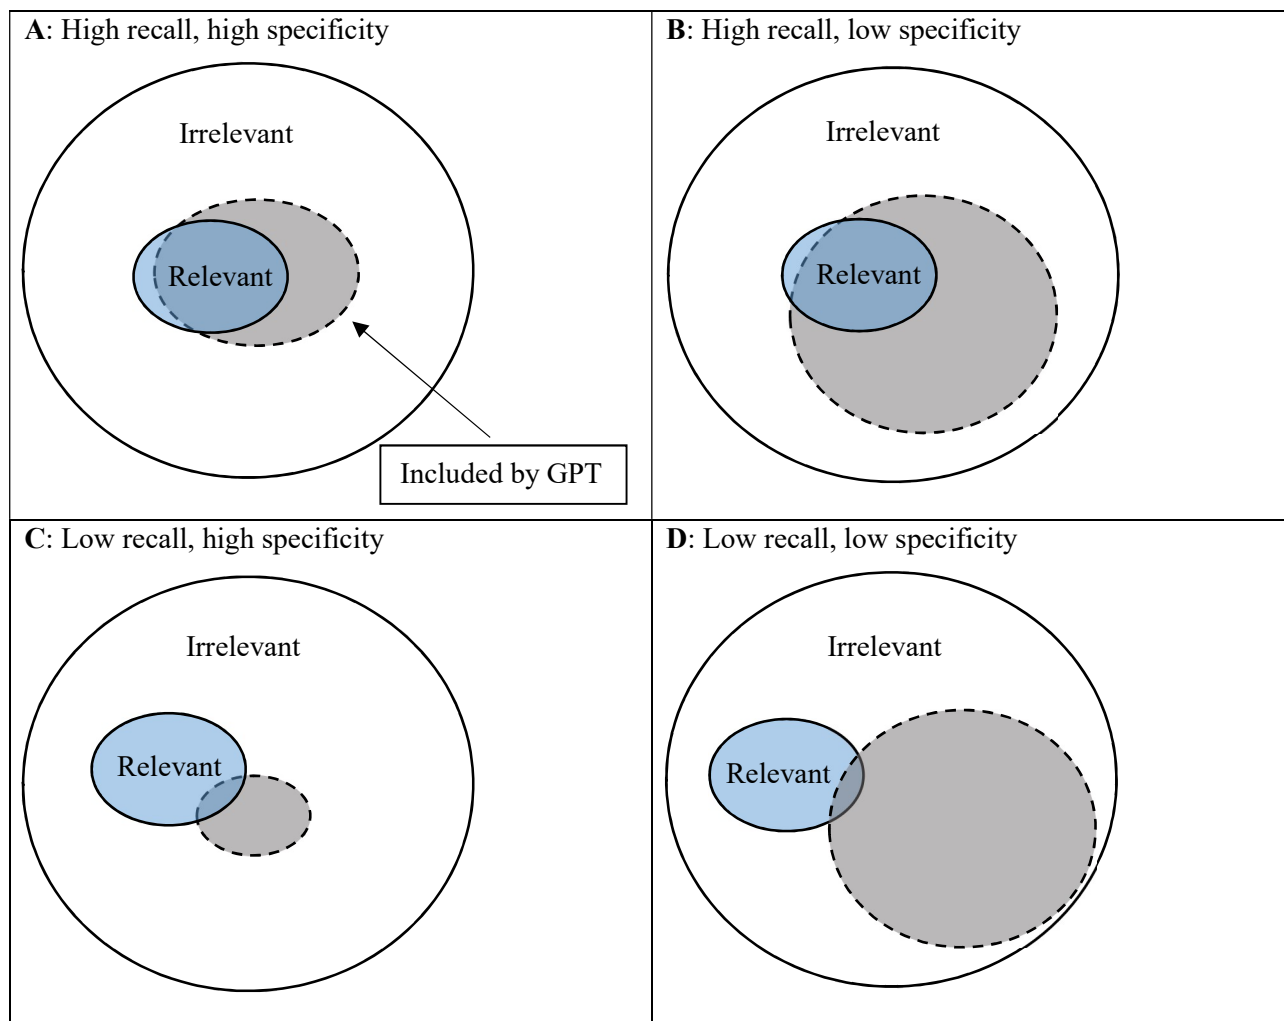 A: High recall, high specificity
Irrelevant
Relevant
Included by GPT
B: High recall, low specificity
Irrelevant
Relevant
C: Low recall, high specificity
Irrelevant
Relevant
D: Low recall, low specificity
Irrelevant
Relevant